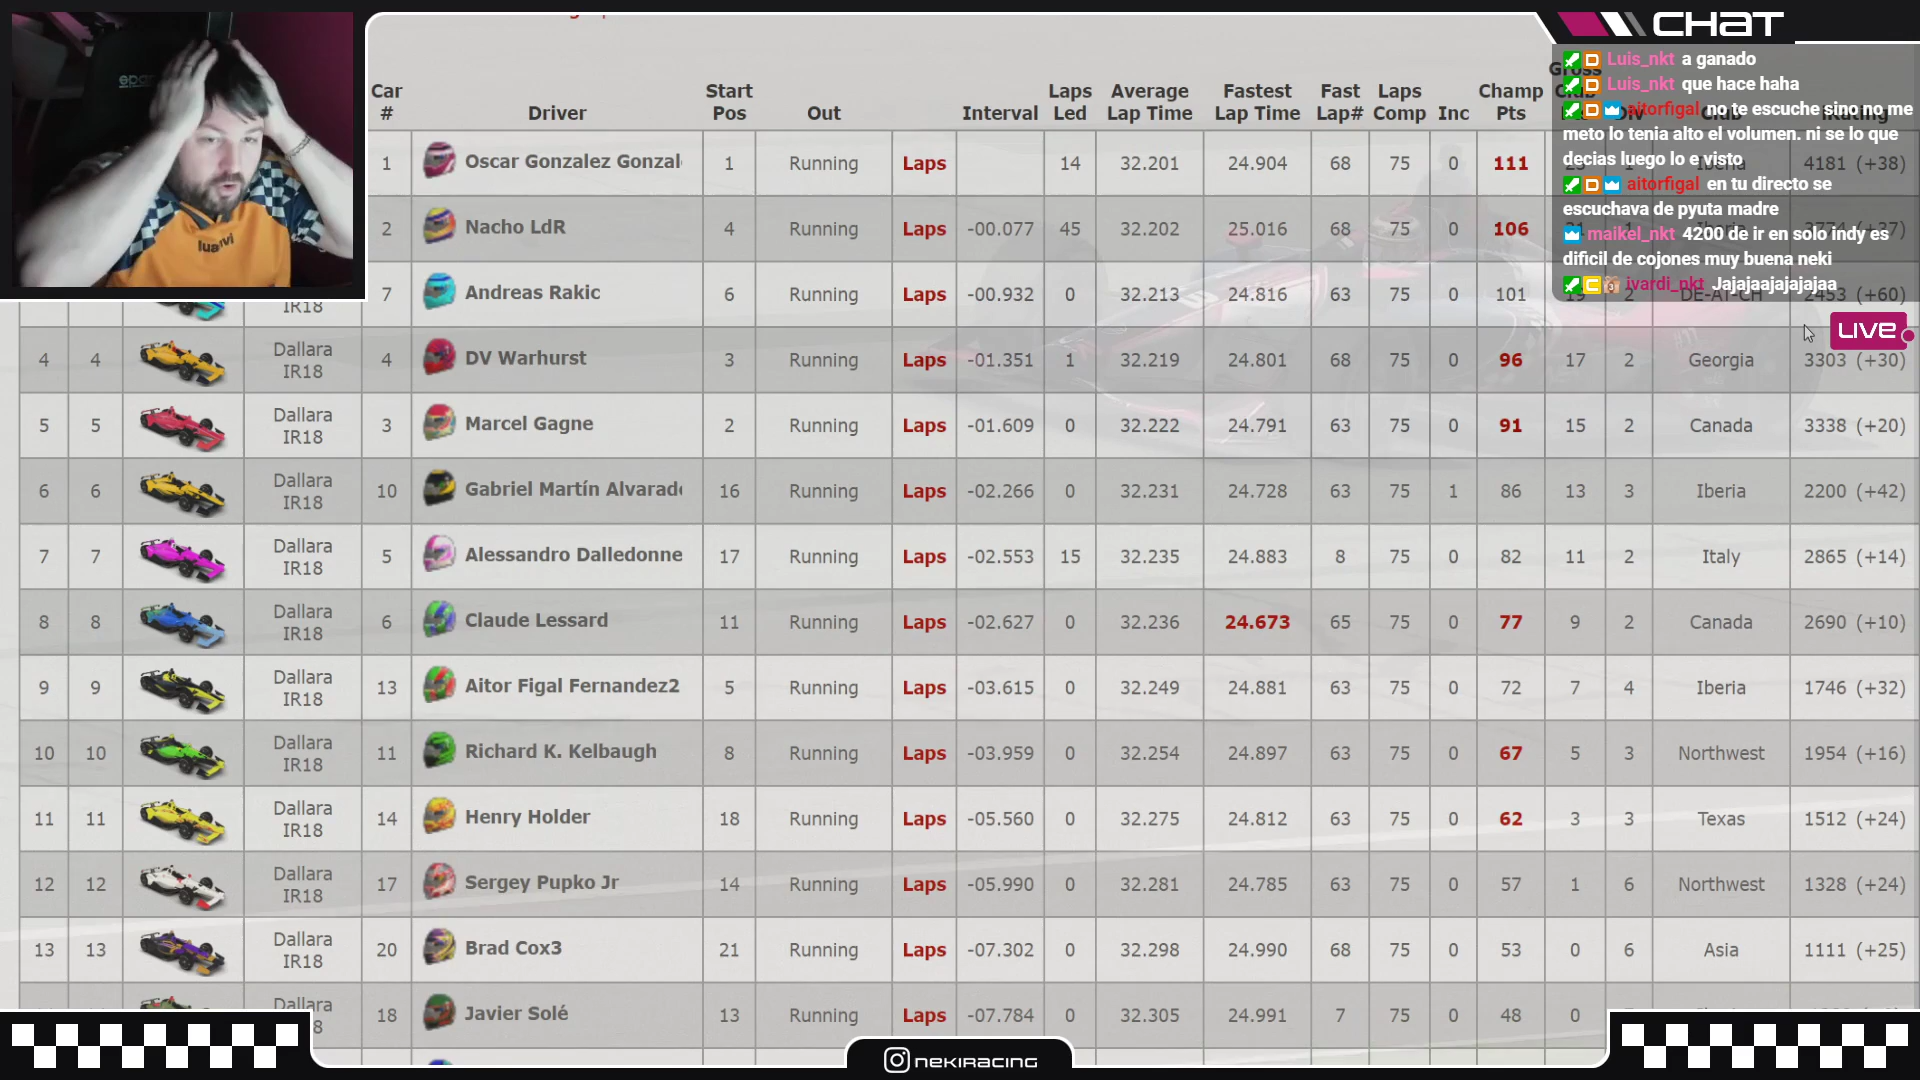 CHAT
Luis_nkt a ganado
Luis_nkt que hace haha
aitorfigal no te escuche sino no me
meto lo tenia alto el volumen. ni se lo que
decias luego lo e visto
aitorfigal en tu directo se
escuchava de pyuta madre
maikel_nkt 4200 de ir en solo indy es
dificil de cojones muy buena neki
ivardi_nkt Jajajaajajajajaa
LIVE
Car # Driver Start Pos Out Interval Laps Led Average Lap Time Fastest Lap Time Fast Lap# Laps Comp Inc Champ Pts
1 Oscar Gonzalez Gonzal 1 Running Laps 14 32.201 24.904 68 75 0 111 1 Iberia 4181 (+38)
2 Nacho LdR 4 Running Laps -00.077 45 32.202 25.016 68 75 0 106
7 Andreas Rakic 6 Running Laps -00.932 0 32.213 24.816 63 75 0 101 19 2 DE-AT-CH 2453 (+60)
4 4 Dallara IR18 4 DV Warhurst 3 Running Laps -01.351 1 32.219 24.801 68 75 0 96 17 2 Georgia 3303 (+30)
5 5 Dallara IR18 3 Marcel Gagne 2 Running Laps -01.609 0 32.222 24.791 63 75 0 91 15 2 Canada 3338 (+20)
6 6 Dallara IR18 10 Gabriel Martín Alvarad 16 Running Laps -02.266 0 32.231 24.728 63 75 1 86 13 3 Iberia 2200 (+42)
7 7 Dallara IR18 5 Alessandro Dalledonne 17 Running Laps -02.553 15 32.235 24.883 8 75 0 82 11 2 Italy 2865 (+14)
8 8 Dallara IR18 6 Claude Lessard 11 Running Laps -02.627 0 32.236 24.673 65 75 0 77 9 2 Canada 2690 (+10)
9 9 Dallara IR18 13 Aitor Figal Fernandez2 5 Running Laps -03.615 0 32.249 24.881 63 75 0 72 7 4 Iberia 1746 (+32)
10 10 Dallara IR18 11 Richard K. Kelbaugh 8 Running Laps -03.959 0 32.254 24.897 63 75 0 67 5 3 Northwest 1954 (+16)
11 11 Dallara IR18 14 Henry Holder 18 Running Laps -05.560 0 32.275 24.812 63 75 0 62 3 3 Texas 1512 (+24)
12 12 Dallara IR18 17 Sergey Pupko Jr 14 Running Laps -05.990 0 32.281 24.785 63 75 0 57 1 6 Northwest 1328 (+24)
13 13 Dallara IR18 20 Brad Cox3 21 Running Laps -07.302 0 32.298 24.990 68 75 0 53 0 6 Asia 1111 (+25)
Dallara 18 Javier Solé 13 Running Laps -07.784 0 32.305 24.991 7 75 0 48 0
NEKIRACING